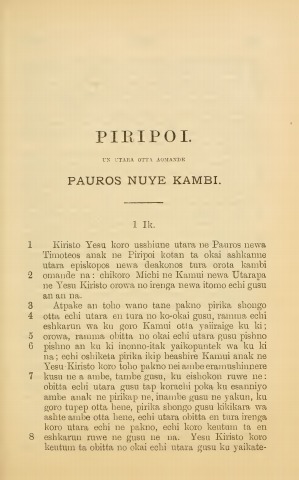 PIRIPOI.
UN UTARA OTTA AOMANDE
PAUROS NUYE KAMBI.
1 Ik.
1 Kiristo Yesu koro usshiune utara ne Pauros newa
Timoteos anak ne Piripoi kotan ta okai ashkanne
utara episkopos newa deakonos tura orota kambi
2 omande na: chikoro Michi ne Kamui newa Utarapa
ne Yesu Kiristo orowa no irenga newa itomo echi gusu
an an na.
3 Atpake an toho wano tane pakno pirika shongo
4 otta echi utara en tura no ko-okai gusu, ramma echi
eshkarun wa ku goro Kamui otta yaiiraige ku ki;
5 orowa, ramma obitta no okai echi utara gusu pishno
6 pishno an ku ki inonno-itak yaikopuntek wa ku ki
na; echi oshiketa pirika ikip heashire Kamui anak ne
Yesu Kiristo koro toho pakno nei ambe eramushinnere
7 kusu ne a ambe, tambe gusu, ku eishokoro ruwe ne:
obitta echi utara gusu tap korachi poka ku esanniyo
ambe anak ne pirikap ne, inambe gusu ne yakun, ku
goro tupep otta hene, pirika shongo gusu kikikara wa
ashte ambe otta hene, echi utara obitta en tura irenga
koro utara echi ne pakno, echi koro keutum ta en
8 eshkarun ruwe ne gusu ne na. Yesu Kiristo koro
keutum ta obitta no okai echi utara gusu ku yaikate-